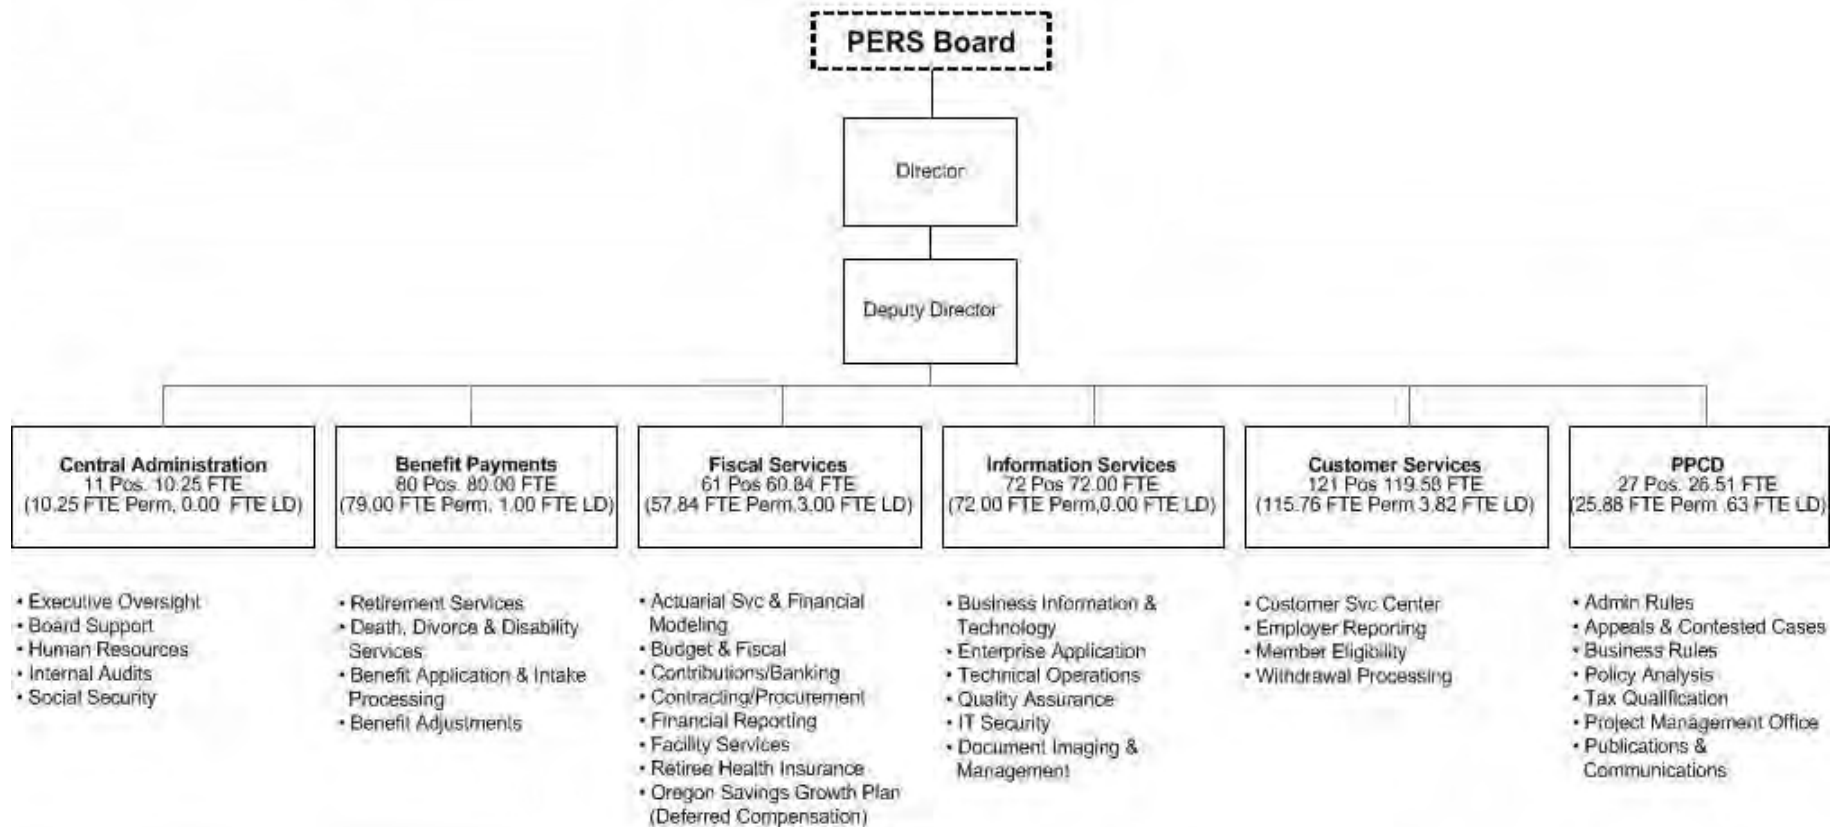 PERS Board
Director
Deputy Director
Central Administration
11 Pos. 10.25 FTE
(10.25 FTE Perm, 0.00 FTE LD)
• Executive Oversight
• Board Support
• Human Resources
• Internal Audits
• Social Security
Benefit Payments
80 Pos. 80.00 FTE
(79.00 FTE Perm, 1.00 FTE LD)
• Retirement Services
• Death, Divorce & Disability
Services
• Benefit Application & Intake
Processing
• Benefit Adjustments
Fiscal Services
61 Pos 60.84 FTE
(57.84 FTE Perm,3.00 FTE LD)
• Actuarial Svc & Financial
Modeling
• Budget & Fiscal
• Contributions/Banking
• Contracting/Procurement
• Financial Reporting
• Facility Services
• Retiree Health Insurance
• Oregon Savings Growth Plan
(Deferred Compensation)
Information Services
72 Pos 72.00 FTE
(72.00 FTE Perm,0.00 FTE LD)
• Business Information &
Technology
• Enterprise Application
• Technical Operations
• Quality Assurance
• IT Security
• Document Imaging &
Management
Customer Services
121 Pos 119.58 FTE
(115.76 FTE Perm 3.82 FTE LD)
• Customer Svc Center
• Employer Reporting
• Member Eligibility
• Withdrawal Processing
PPCD
27 Pos. 26.51 FTE
(25.88 FTE Perm .63 FTE LD)
• Admin Rules
• Appeals & Contested Cases
• Business Rules
• Policy Analysis
• Tax Qualification
• Project Management Office
• Publications &
Communications